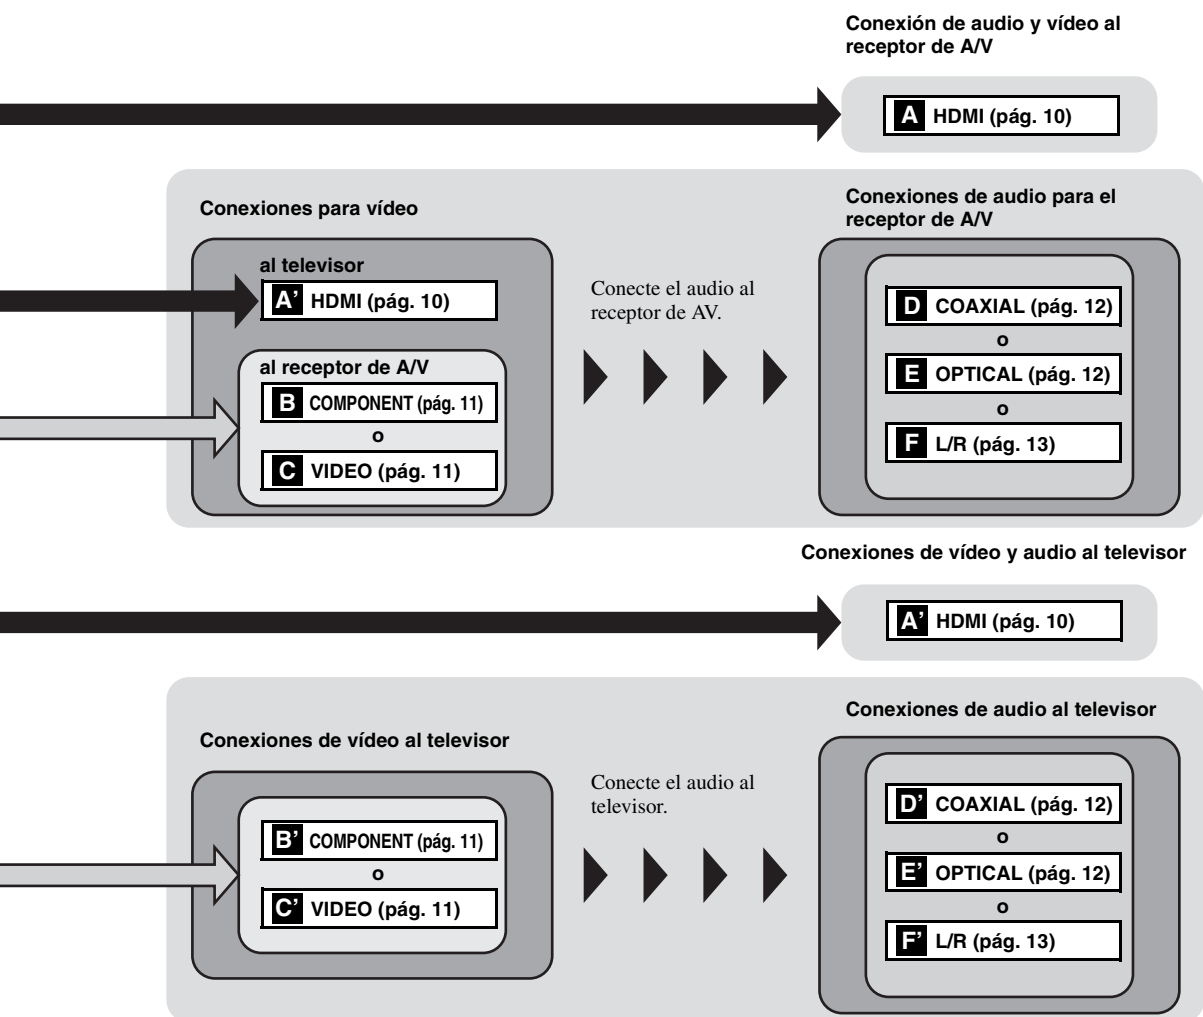 Conexión de audio y vídeo al
receptor de A/V
A HDMI (pág. 10)
Conexiones para vídeo
al televisor
A’ HDMI (pág. 10)
al receptor de A/V
B COMPONENT (pág. 11)
o
C VIDEO (pág. 11)
Conecte el audio al
receptor de AV.
Conexiones de audio para el
receptor de A/V
D COAXIAL (pág. 12)
o
E OPTICAL (pág. 12)
o
F L/R (pág. 13)
Conexiones de vídeo y audio al televisor
A’ HDMI (pág. 10)
Conexiones de vídeo al televisor
B’ COMPONENT (pág. 11)
o
C’ VIDEO (pág. 11)
Conecte el audio al
televisor.
Conexiones de audio al televisor
D’ COAXIAL (pág. 12)
o
E’ OPTICAL (pág. 12)
o
F’ L/R (pág. 13)